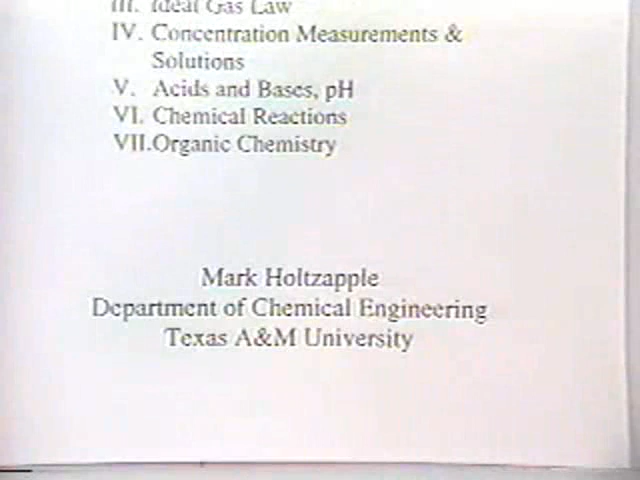 III. Ideal Gas Law
IV. Concentration Measurements &
Solutions
V. Acids and Bases, pH
VI. Chemical Reactions
VII.Organic Chemistry
Mark Holtzapple
Department of Chemical Engineering
Texas A&M University